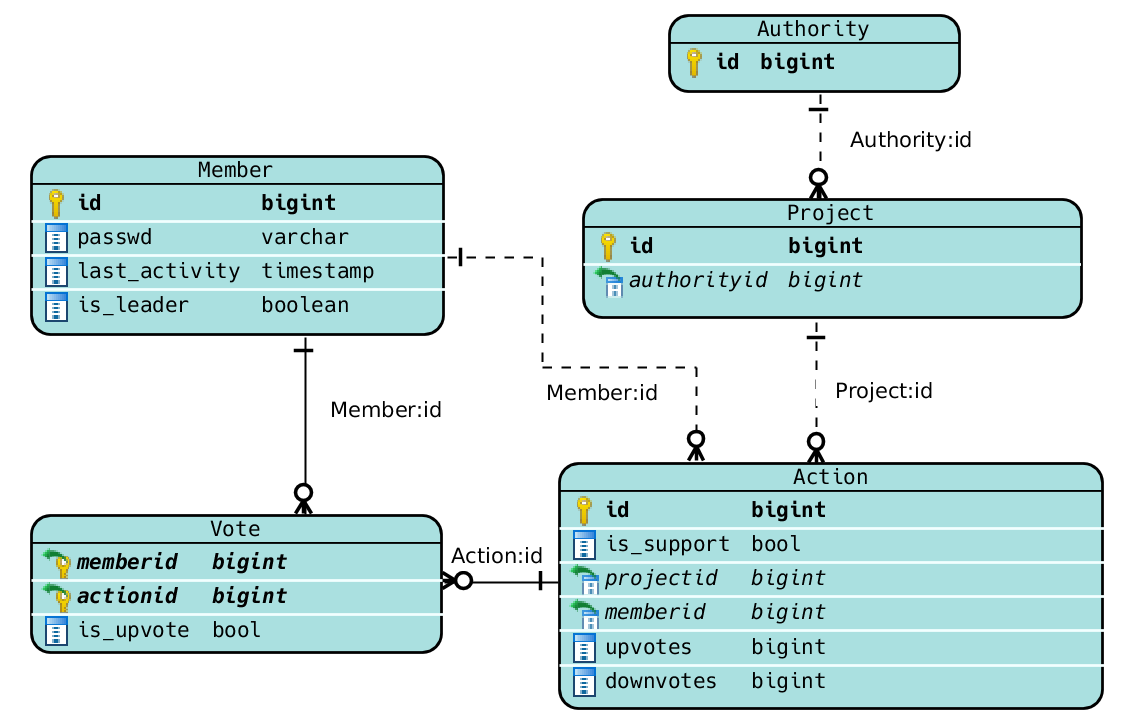 Authority
id bigint
Authority:id
Member
id bigint
passwd varchar
last_activity timestamp
is_leader boolean
Project
id bigint
authorityid bigint
Member:id
Member:id
Project:id
Action
id bigint
is_support bool
projectid bigint
memberid bigint
upvotes bigint
downvotes bigint
Vote
memberid bigint
actionid bigint
is_upvote bool
Action:id